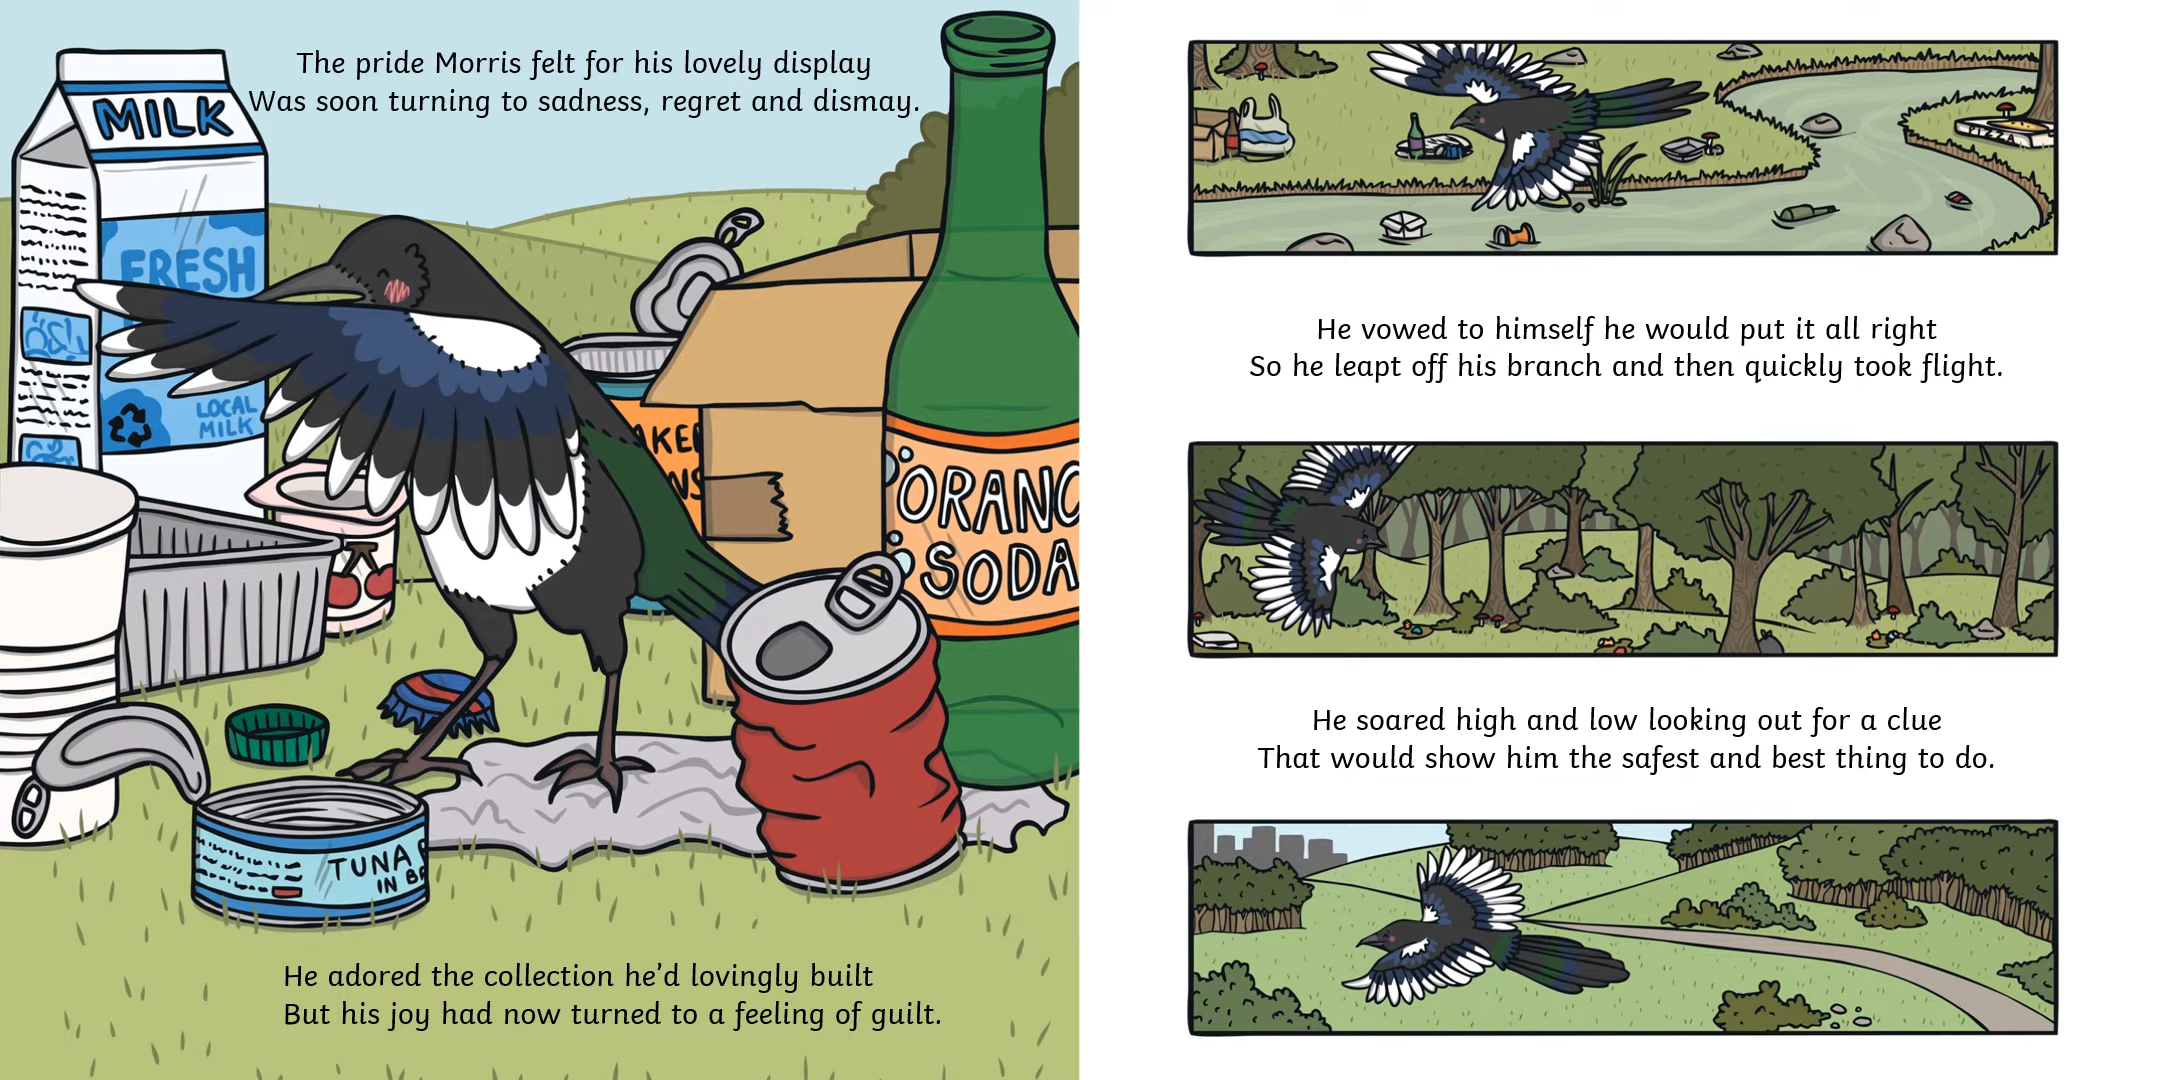 The pride Morris felt for his lovely display
Was soon turning to sadness, regret and dismay.
MILK
FRESH
LOCAL
MILK
ORANG
SODA
TUNA
IN B
He adored the collection he'd lovingly built
But his joy had now turned to a feeling of guilt.
PIZZA
He vowed to himself he would put it all right
So he leapt off his branch and then quickly took flight.
He soared high and low looking out for a clue
That would show him the safest and best thing to do.